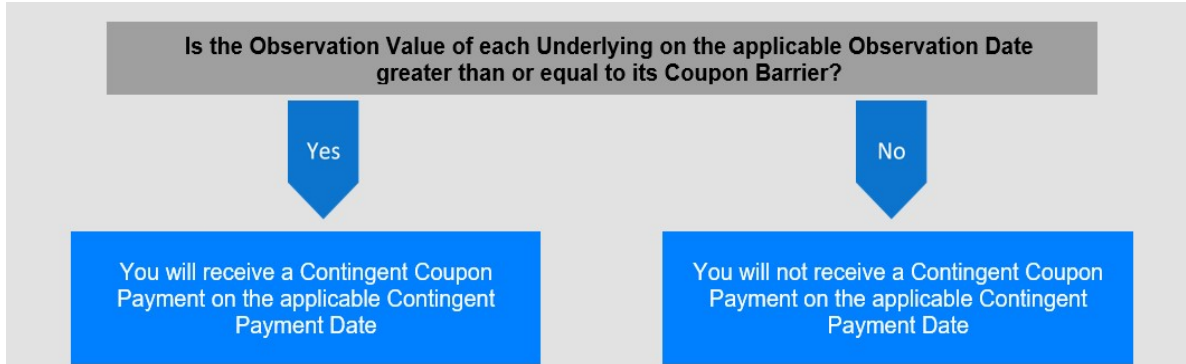 Is the Observation Value of each Underlying on the applicable Observation Date
greater than or equal to its Coupon Barrier?
Yes
No
You will receive a Contingent Coupon
Payment on the applicable Contingent
Payment Date
You will not receive a Contingent Coupon
Payment on the applicable Contingent
Payment Date